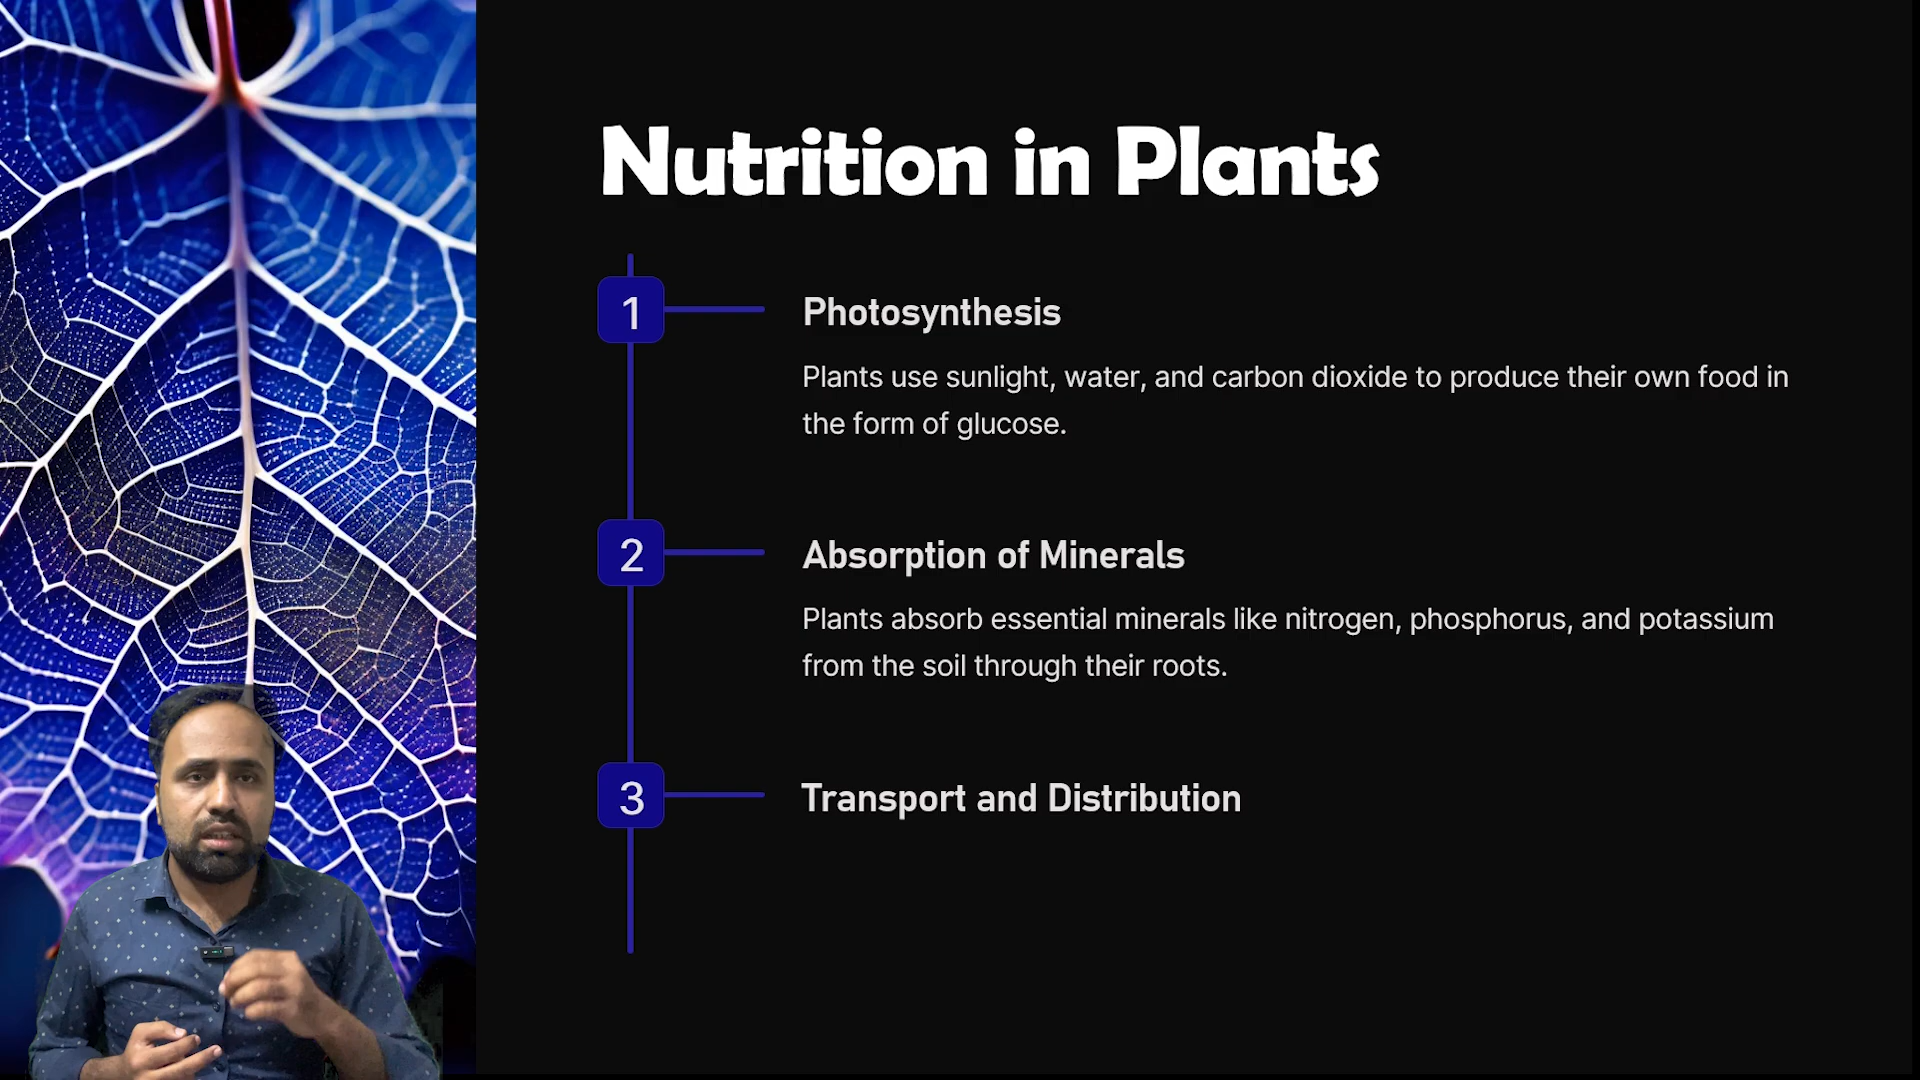 Nutrition in Plants
1
Photosynthesis
Plants use sunlight, water, and carbon dioxide to produce their own food in
the form of glucose.
2
Absorption of Minerals
Plants absorb essential minerals like nitrogen, phosphorus, and potassium
from the soil through their roots.
3
Transport and Distribution